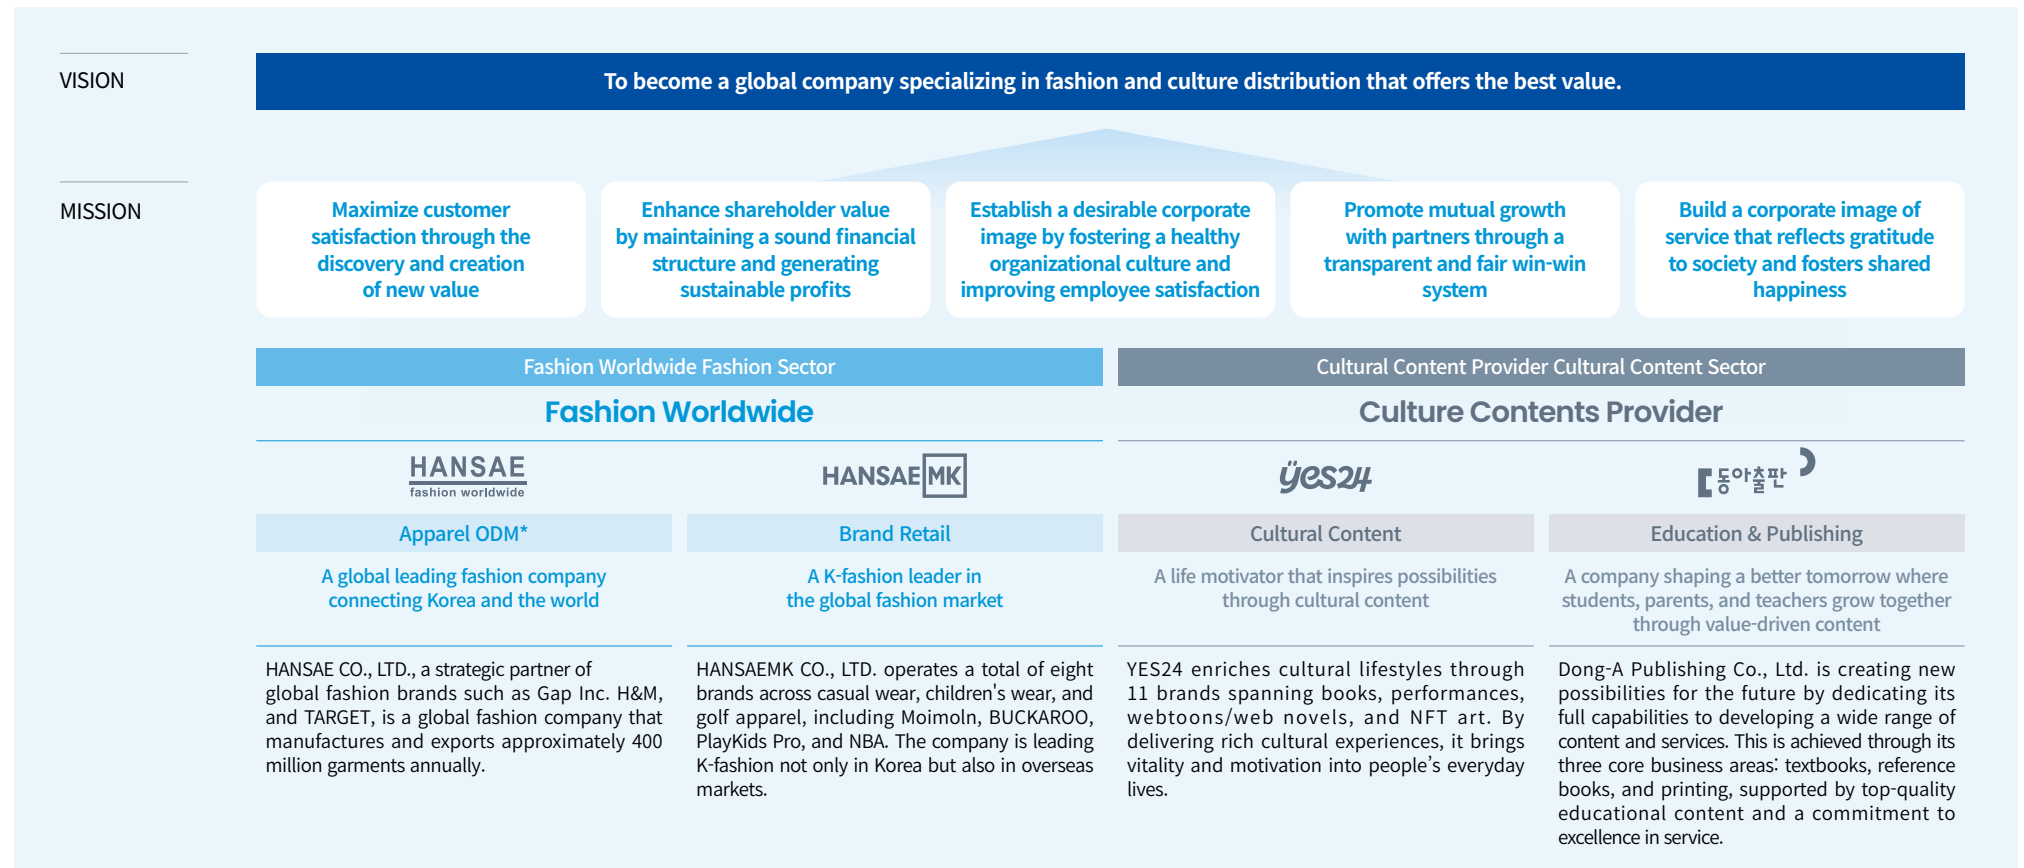 VISION
To become a global company specializing in fashion and culture distribution that offers the best value.
MISSION
Maximize customer
satisfaction through the
discovery and creation
of new value
Enhance shareholder value
by maintaining a sound financial
structure and generating
sustainable profits
Establish a desirable corporate
image by fostering a healthy
organizational culture and
improving employee satisfaction
Promote mutual growth
with partners through a
transparent and fair win-win
system
Build a corporate image of
service that reflects gratitude
to society and fosters shared
happiness
Fashion Worldwide Fashion Sector
Fashion Worldwide
Cultural Content Provider Cultural Content Sector
Culture Contents Provider
HANSAE
fashion worldwide
Apparel ODM*
A global leading fashion company
connecting Korea and the world
HANSAE CO., LTD., a strategic partner of
global fashion brands such as Gap Inc. H&M,
and TARGET, is a global fashion company that
manufactures and exports approximately 400
million garments annually.
HANSAE MK
Brand Retail
A K-fashion leader in
the global fashion market
HANSAEMK CO., LTD. operates a total of eight
brands across casual wear, children's wear, and
golf apparel, including Moimoln, BUCKAROO,
PlayKids Pro, and NBA. The company is leading
K-fashion not only in Korea but also in overseas
markets.
yes24
Cultural Content
A life motivator that inspires possibilities
through cultural content
YES24 enriches cultural lifestyles through
11 brands spanning books, performances,
webtoons/web novels, and NFT art. By
delivering rich cultural experiences, it brings
vitality and motivation into people’s everyday
lives.
동아출판
Education & Publishing
A company shaping a better tomorrow where
students, parents, and teachers grow together
through value-driven content
Dong-A Publishing Co., Ltd. is creating new
possibilities for the future by dedicating its
full capabilities to developing a wide range of
content and services. This is achieved through its
three core business areas: textbooks, reference
books, and printing, supported by top-quality
educational content and a commitment to
excellence in service.